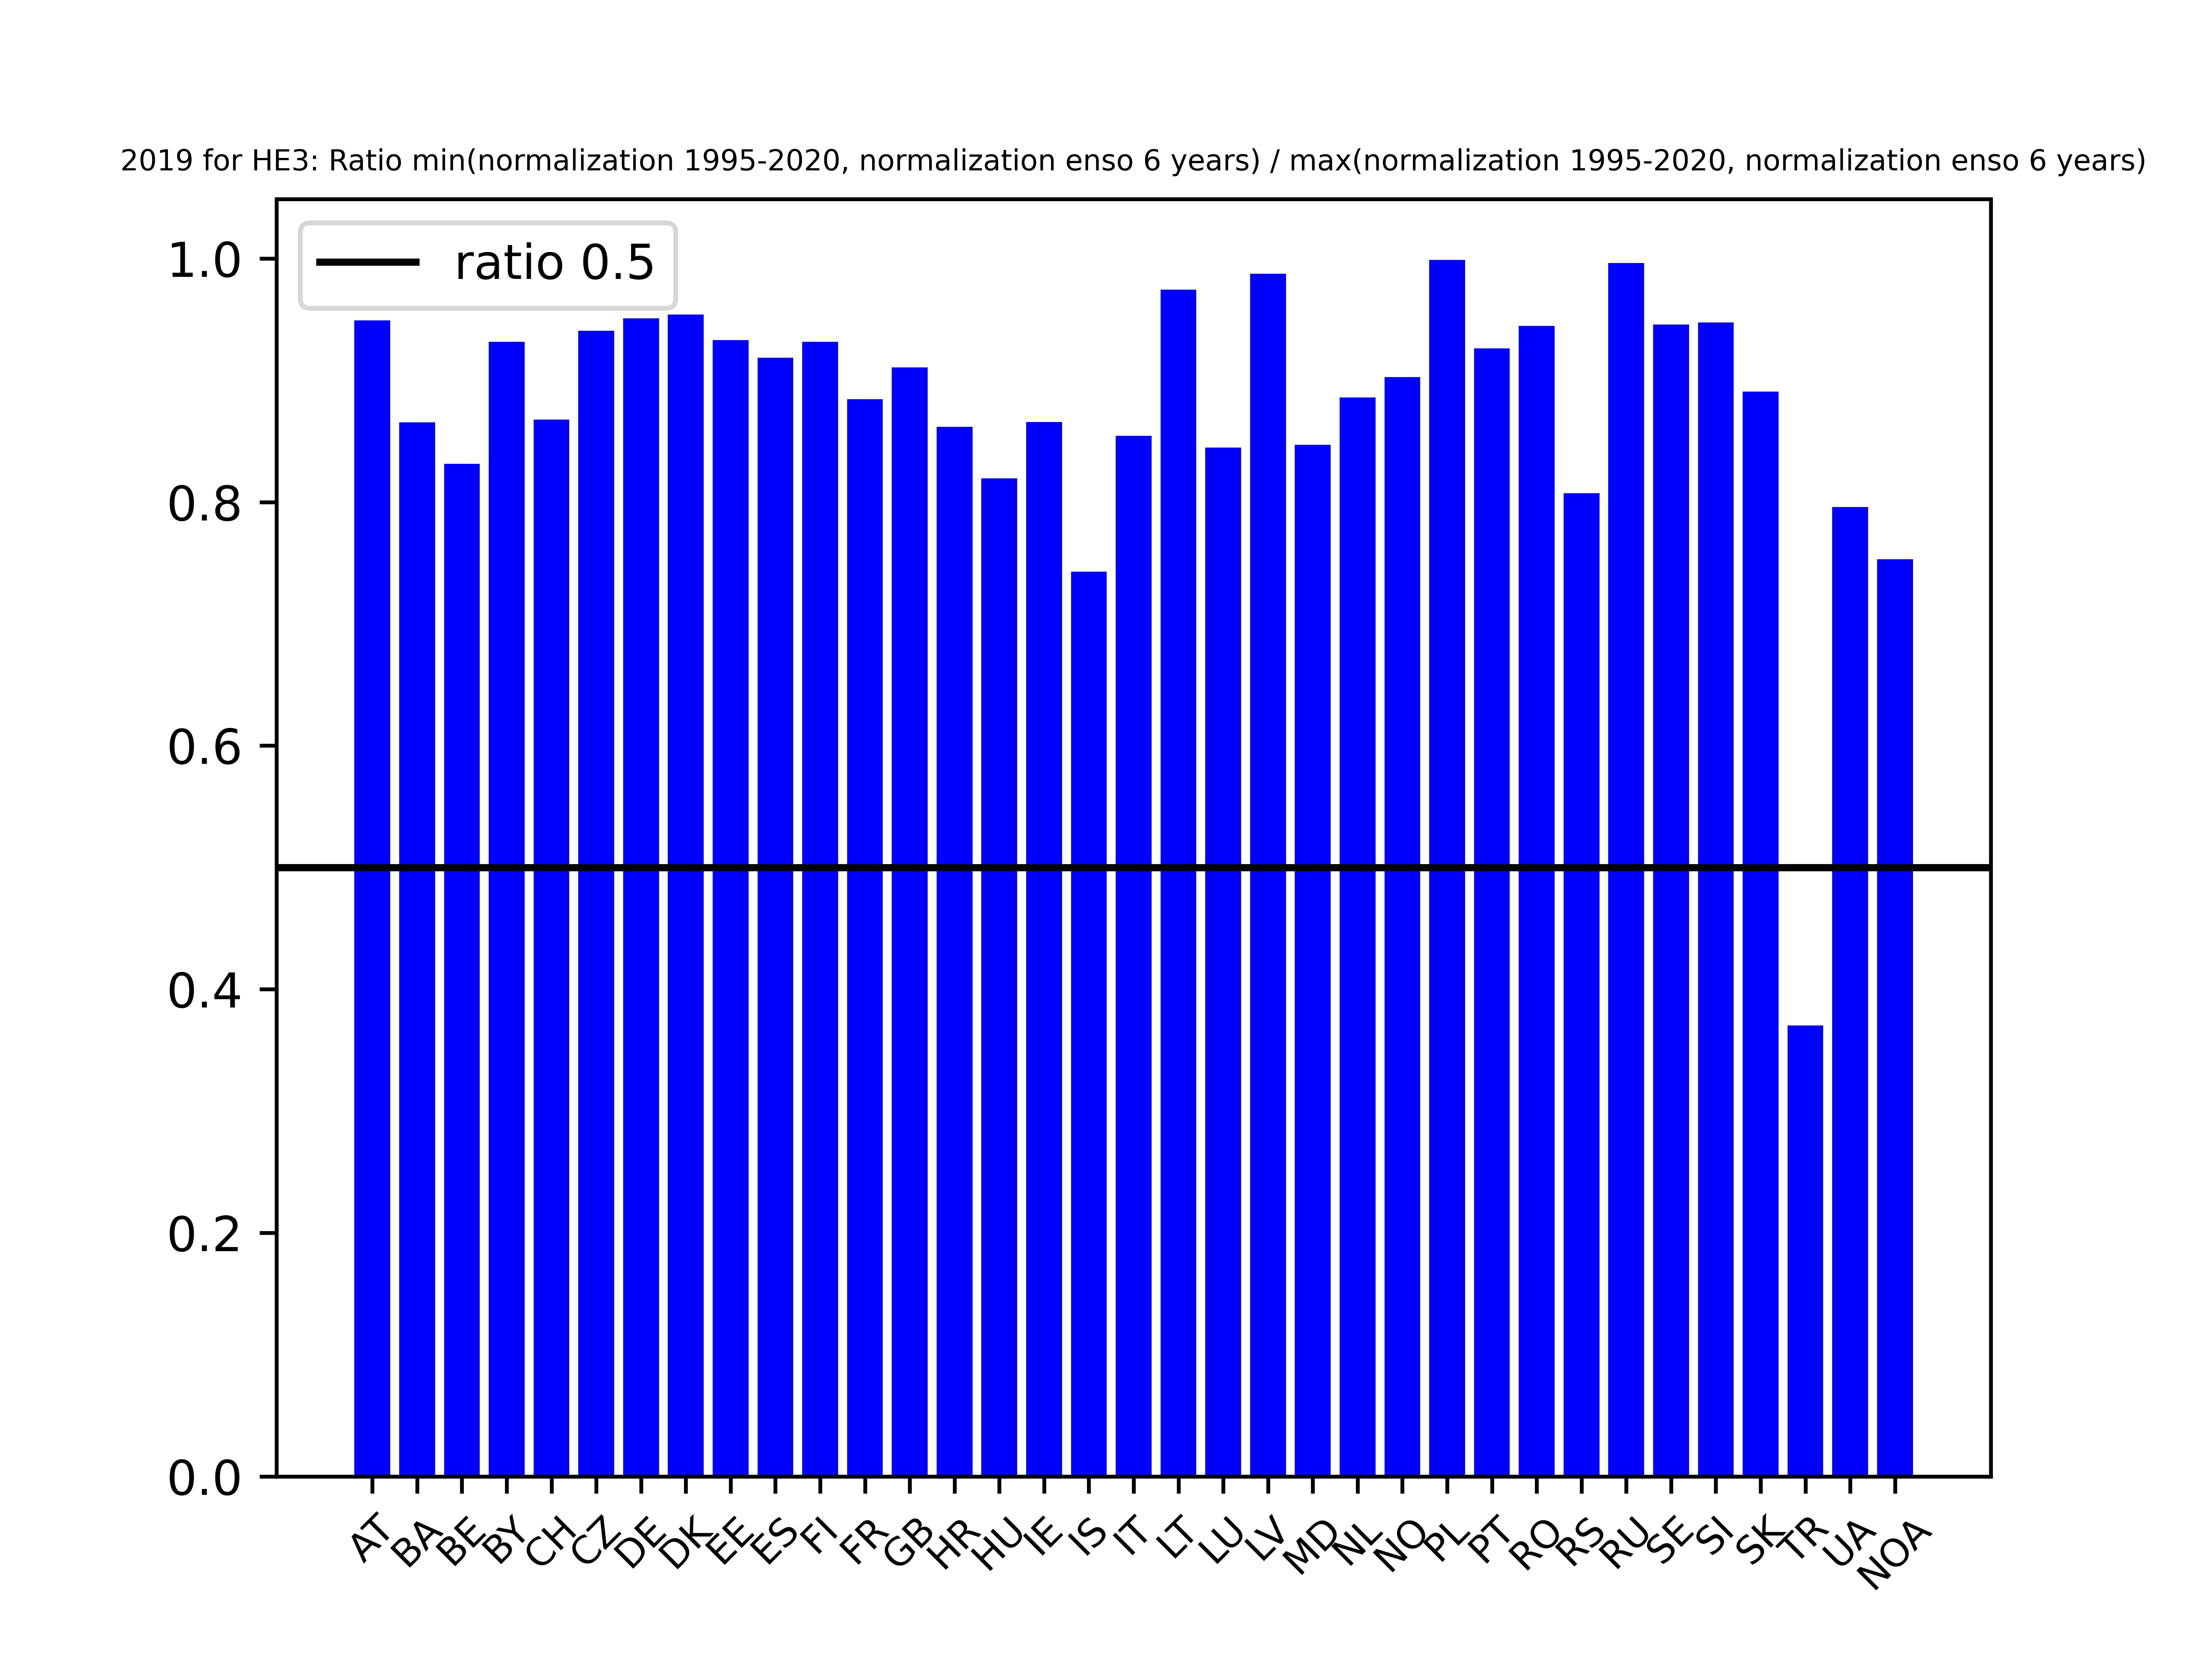 2019 for HE3: Ratio min(normalization 1995-2020, normalization enso 6 years) / max(normalization 1995-2020, normalization enso 6 years)
ratio 0.5
1.0
0.8
0.6
0.4
0.2
0.0
AT BA BE BY CH CZ DE DK EE ES FI FR GB HR HU IE IS IT LT LU LV MD NL NO PL PT RO RS RU SE SI SK TR UA NOA